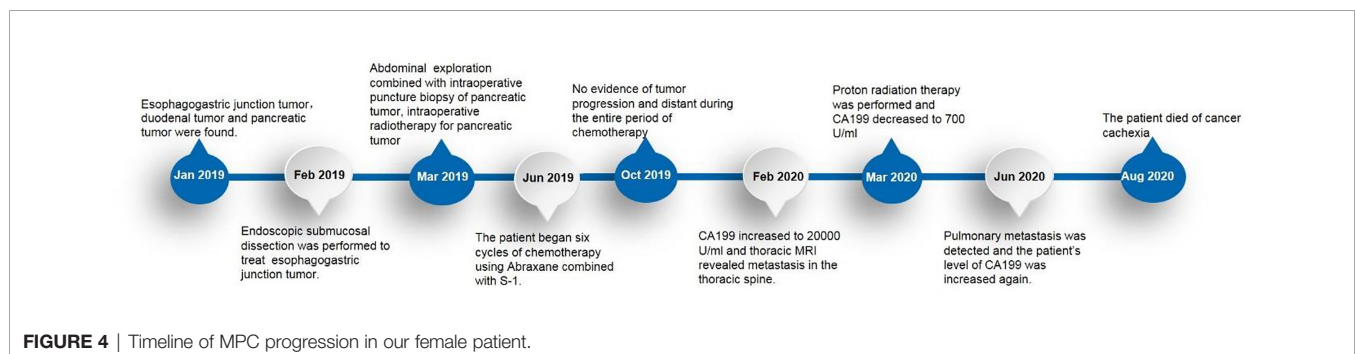 Esophagogastric junction tumor,
duodenal tumor and pancreatic
tumor were found.
Jan 2019
Feb 2019
Endoscopic submucosal
dissection was performed to
treat esophagogastric
junction tumor.
Abdominal exploration
combined with intraoperative
puncture biopsy of pancreatic
tumor, intraoperative
radiotherapy for pancreatic
tumor
Mar 2019
Jun 2019
The patient began six
cycles of chemotherapy
using Abraxane combined
with S-1.
No evidence of tumor
progression and distant during
the entire period of
chemotherapy
Oct 2019
Feb 2020
CA199 increased to 20000
U/ml and thoracic MRI
revealed metastasis in the
thoracic spine.
Proton radiation therapy
was performed and
CA199 decreased to 700
U/ml
Mar 2020
Jun 2020
Pulmonary metastasis was
detected and the patient's
level of CA199 was
increased again.
The patient died of cancer
cachexia
Aug 2020
FIGURE 4 | Timeline of MPC progression in our female patient.